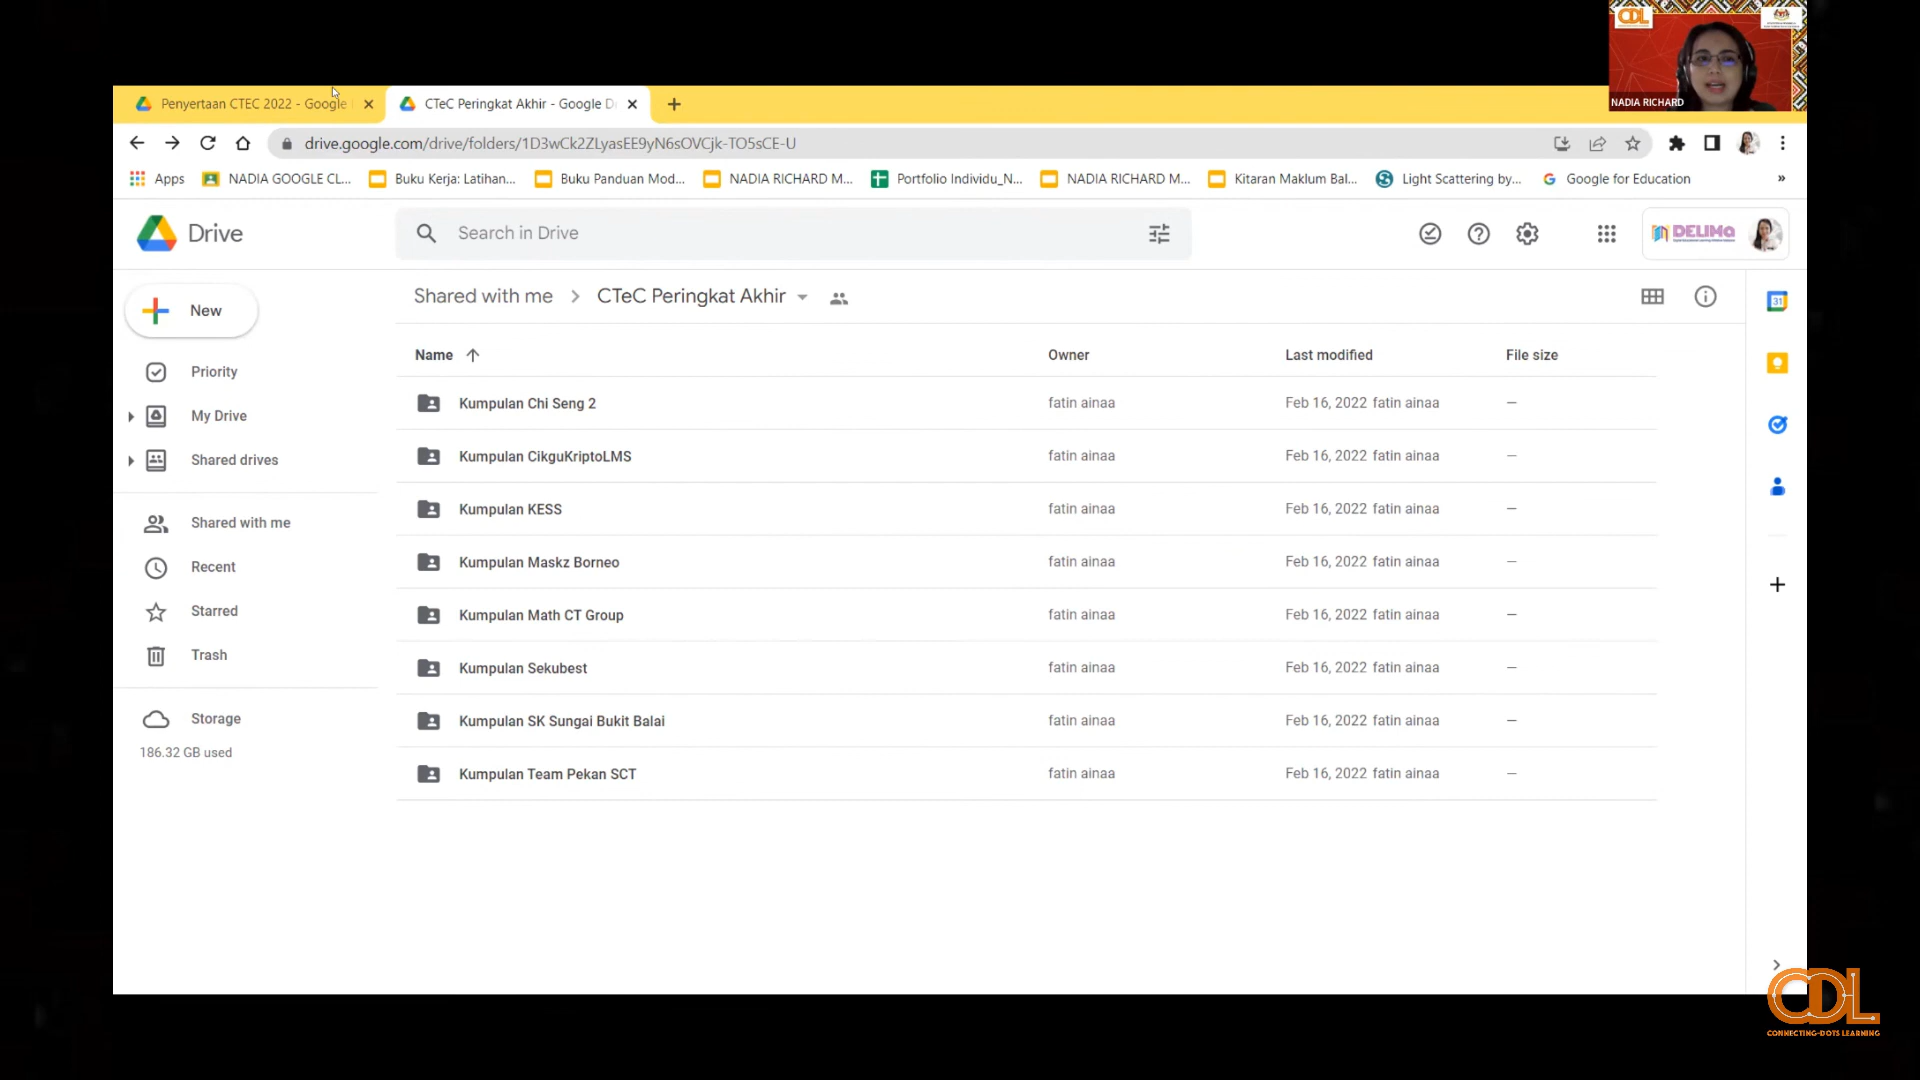 CDL
NADIA RICHARD
Penyertaan CTEC 2022 - Google
CTeC Peringkat Akhir - Google D
drive.google.com/drive/folders/1D3wCk2ZLyasEE9yN6sOVCjk-TO5sCE-U
Apps
NADIA GOOGLE CL...
Buku Kerja: Latihan...
Buku Panduan Mod...
NADIA RICHARD M...
Portfolio Individu_N...
NADIA RICHARD M...
Kitaran Maklum Bal...
Light Scattering by...
Google for Education
»
Drive
Search in Drive
DELIMa
New
Shared with me
CTeC Peringkat Akhir
Priority
My Drive
Shared drives
Shared with me
Recent
Starred
Trash
Storage
186.32 GB used
Name Owner Last modified File size
Kumpulan Chi Seng 2 fatin ainaa Feb 16, 2022 fatin ainaa —
Kumpulan CikguKriptoLMS fatin ainaa Feb 16, 2022 fatin ainaa —
Kumpulan KESS fatin ainaa Feb 16, 2022 fatin ainaa —
Kumpulan Maskz Borneo fatin ainaa Feb 16, 2022 fatin ainaa —
Kumpulan Math CT Group fatin ainaa Feb 16, 2022 fatin ainaa —
Kumpulan Sekubest fatin ainaa Feb 16, 2022 fatin ainaa —
Kumpulan SK Sungai Bukit Balai fatin ainaa Feb 16, 2022 fatin ainaa —
Kumpulan Team Pekan SCT fatin ainaa Feb 16, 2022 fatin ainaa —
31
CDL
CONNECTING-DOTS LEARNING